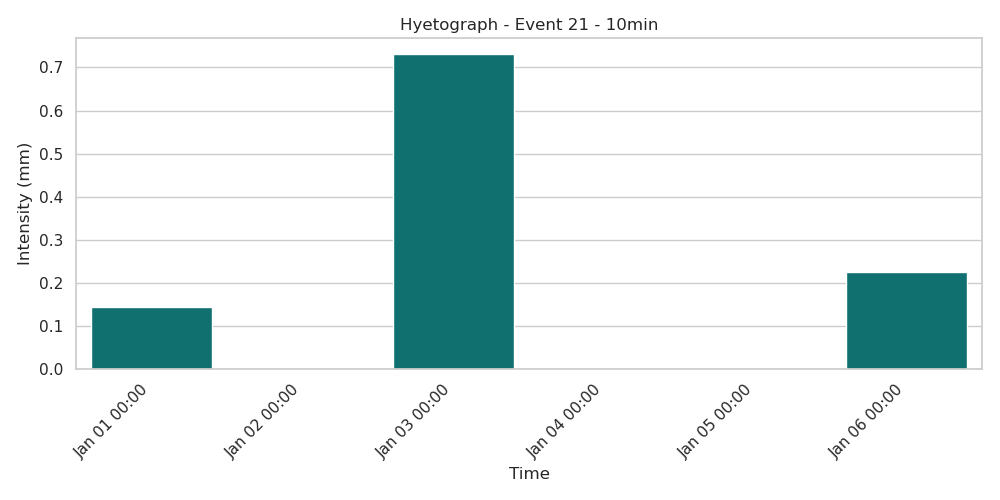 Hyetograph - Event 21 - 10min
Intensity (mm)
0.7
0.6
0.5
0.4
0.3
0.2
0.1
0.0
Jan 01 00:00
Jan 02 00:00
Jan 03 00:00
Jan 04 00:00
Jan 05 00:00
Jan 06 00:00
Time